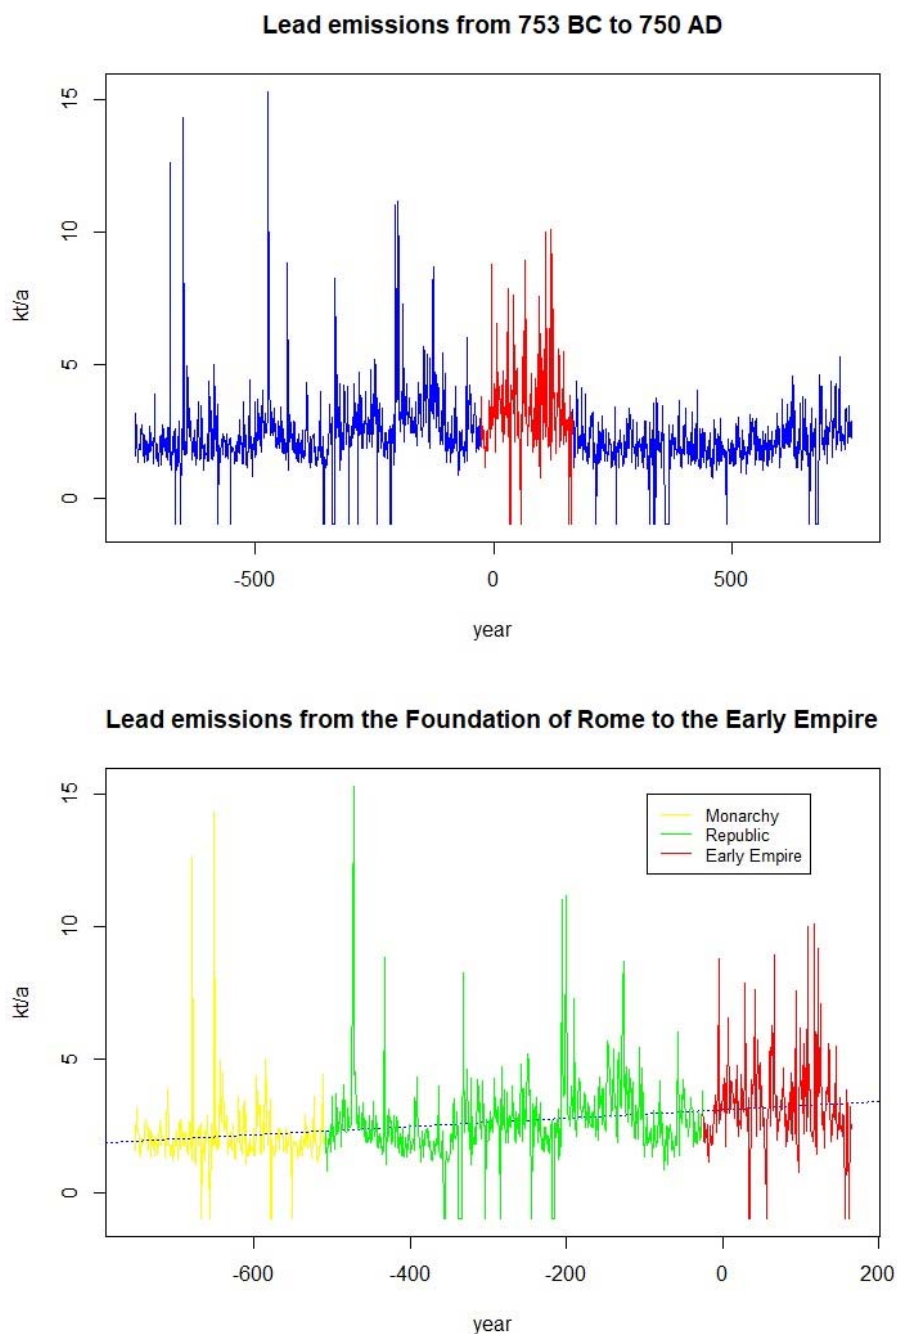 Lead emissions from 753 BC to 750 AD
15
10
5
0
kt/a
-500 0 500
year
Lead emissions from the Foundation of Rome to the Early Empire
15
10
5
0
kt/a
Monarchy
Republic
Early Empire
-600 -400 -200 0 200
year